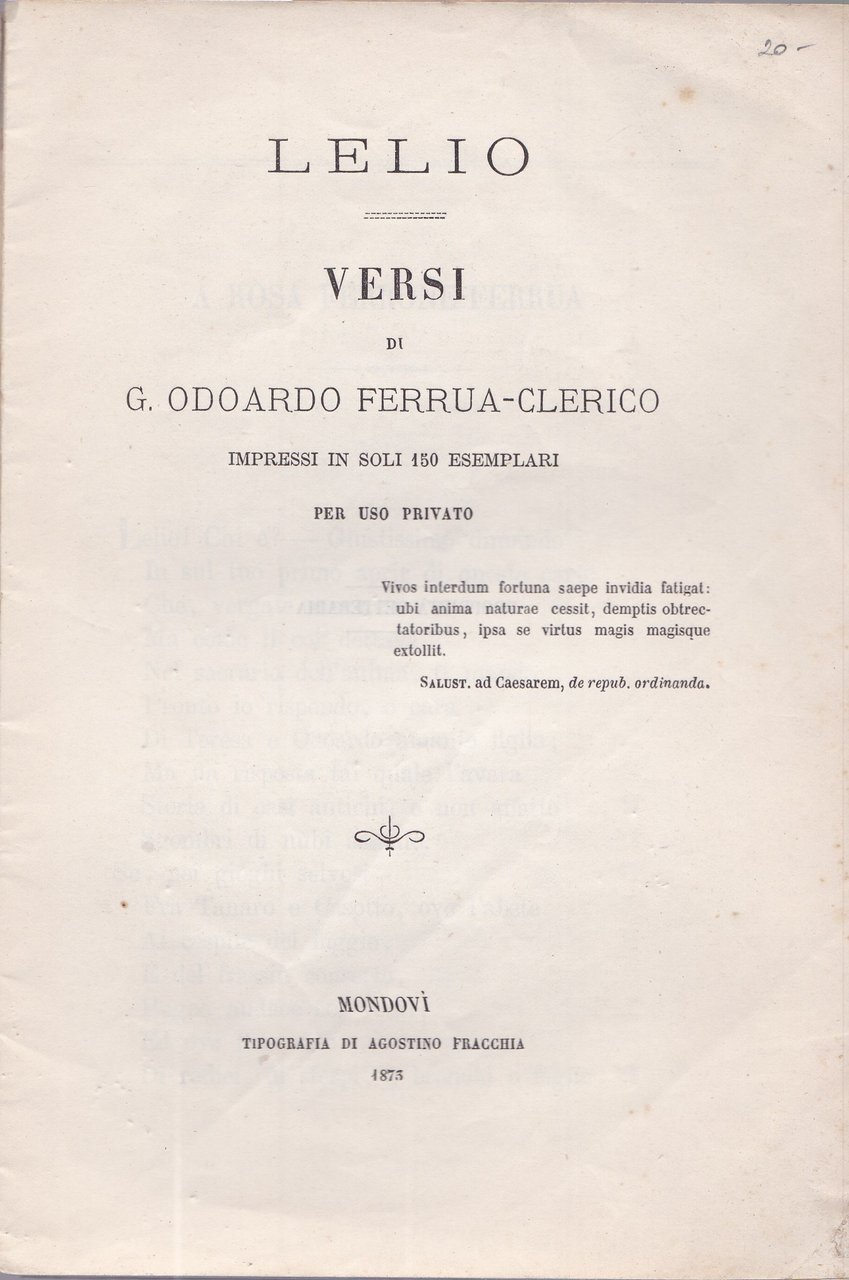 20 -
LELIO
VERSI
DI
G. ODOARDO FERRUA-CLERICO
IMPRESSI IN SOLI 150 ESEMPLARI
PER USO PRIVATO
Vivos interdum fortuna saepe invidia fatigat:
ubi anima naturae cessit, demptis obtrec-
tatoribus, ipsa se virtus magis magisque
extollit.
SALUST. ad Caesarem, de repub. ordinanda.
MONDOVÌ
TIPOGRAFIA DI AGOSTINO FRACCHIA
1873